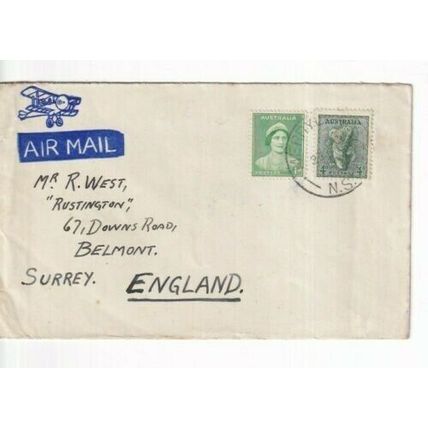 AUSTRALIA
AUSTRALIA
AIR MAIL
N.S.
MR R. WEST,
"RUSTINGTON",
67, DOWNS ROAD,
BELMONT.
SURREY. ENGLAND.